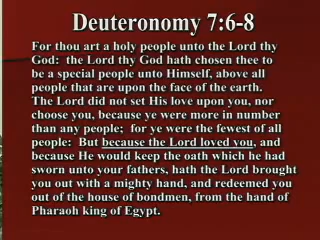 Deuteronomy 7:6-8
For thou art a holy people unto the Lord thy
God:  the Lord thy God hath chosen thee to
be a special people unto Himself, above all
people that are upon the face of the earth.
The Lord did not set His love upon you, nor
choose you, because ye were more in number
than any people;  for ye were the fewest of all
people:  But because the Lord loved you, and
because He would keep the oath which he had
sworn unto your fathers, hath the Lord brought
you out with a mighty hand, and redeemed you
out of the house of bondmen, from the hand of
Pharaoh king of Egypt.